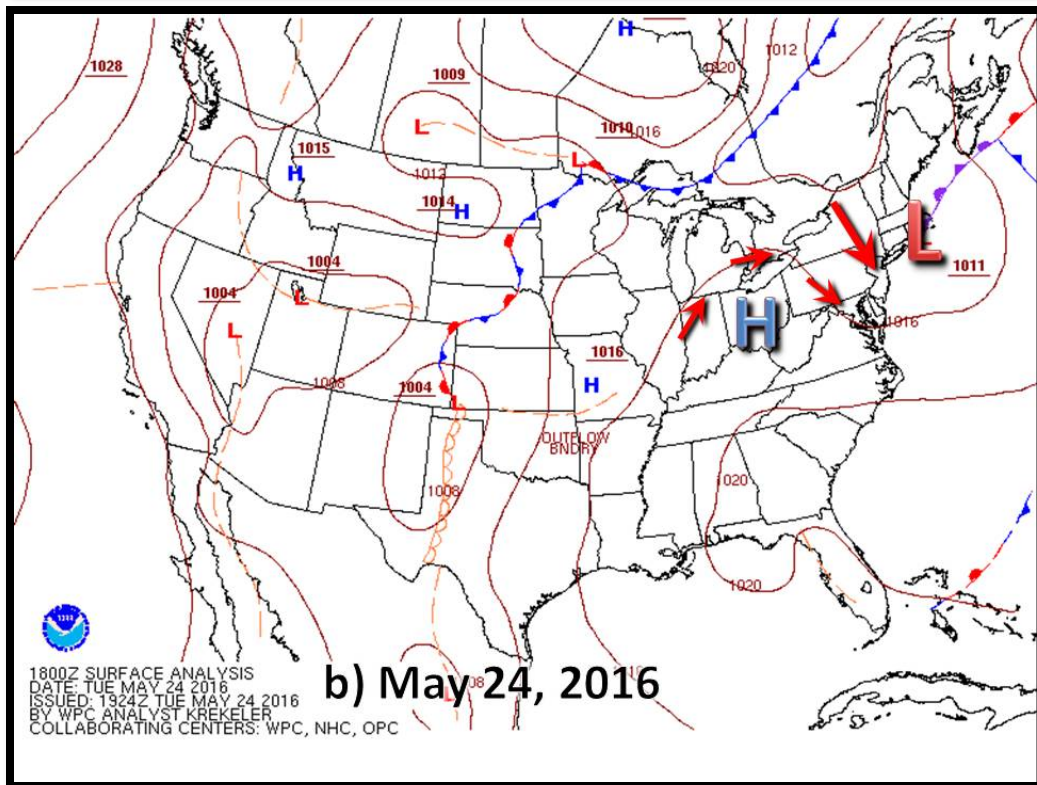 1012
1028
1020
1009
1010
1016
H
L
L
1015
H
1012
1014
H
L
1004
1011
1004
L
H
1016
L
1016
1008
H
1004
L
OUTFLOW
BNDRY
1008
1020
1020
L
1800Z SURFACE ANALYSIS
DATE: TUE MAY 24 2016
ISSUED: 1924Z TUE MAY 24 2016
BY WPC ANALYST KREKELER
COLLABORATING CENTERS: WPC, NHC, OPC
b) May 24, 2016